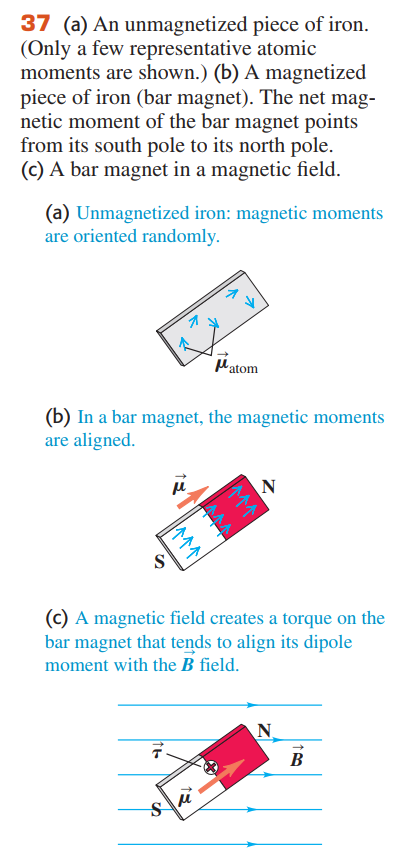 37 (a) An unmagnetized piece of iron.
(Only a few representative atomic
moments are shown.) (b) A magnetized
piece of iron (bar magnet). The net mag-
netic moment of the bar magnet points
from its south pole to its north pole.
(c) A bar magnet in a magnetic field.
(a) Unmagnetized iron: magnetic moments
are oriented randomly.
μ⃗atom
(b) In a bar magnet, the magnetic moments
are aligned.
μ⃗
N
S
(c) A magnetic field creates a torque on the
bar magnet that tends to align its dipole
moment with the B⃗ field.
N
τ⃗
B⃗
μ⃗
S